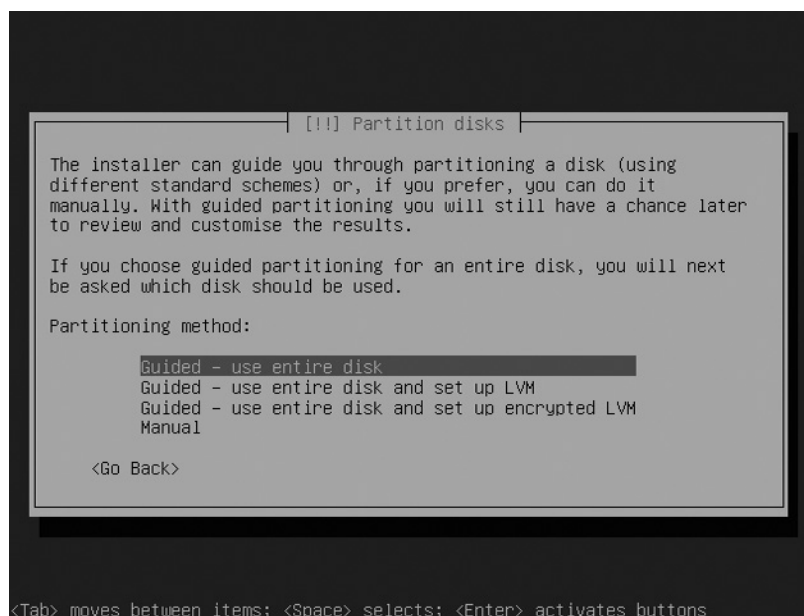 [!!] Partition disks
The installer can guide you through partitioning a disk (using
different standard schemes) or, if you prefer, you can do it
manually. With guided partitioning you will still have a chance later
to review and customise the results.
If you choose guided partitioning for an entire disk, you will next
be asked which disk should be used.
Partitioning method:
Guided - use entire disk
Guided - use entire disk and set up LVM
Guided - use entire disk and set up encrypted LVM
Manual
<Go Back>
<Tab> moves between items; <Space> selects; <Enter> activates buttons